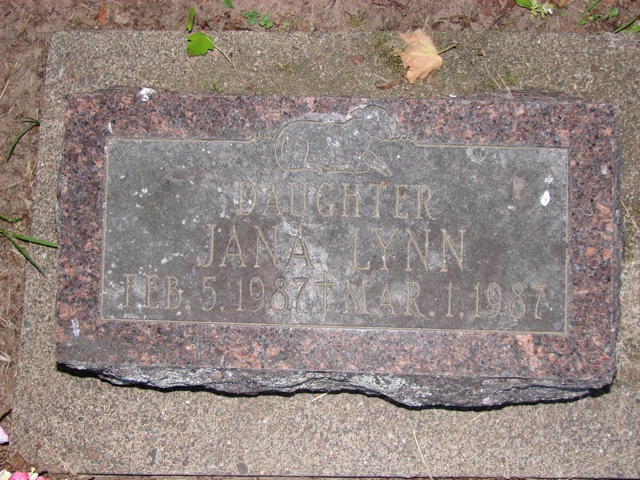 DAUGHTER
JANA LYNN
FEB. 5, 1987 † MAR. 1, 1987